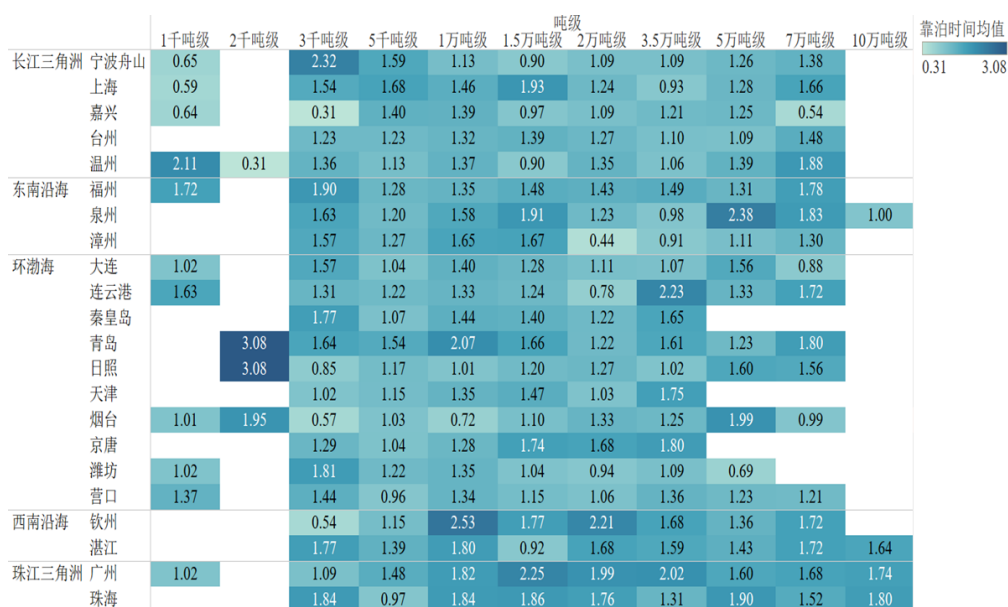 吨级
1千吨级 2千吨级 3千吨级 5千吨级 1万吨级 1.5万吨级 2万吨级 3.5万吨级 5万吨级 7万吨级 10万吨级
靠泊时间均值
0.31 3.08
长江三角洲 宁波舟山 0.65 2.32 1.59 1.13 0.90 1.09 1.09 1.26 1.38
上海 0.59 1.54 1.68 1.46 1.93 1.24 0.93 1.28 1.66
嘉兴 0.64 0.31 1.40 1.39 0.97 1.09 1.21 1.25 0.54
台州 1.23 1.23 1.32 1.39 1.27 1.10 1.09 1.48
温州 2.11 0.31 1.36 1.13 1.37 0.90 1.35 1.06 1.39 1.88
东南沿海 福州 1.72 1.90 1.28 1.35 1.48 1.43 1.49 1.31 1.78
泉州 1.63 1.20 1.58 1.91 1.23 0.98 2.38 1.83 1.00
漳州 1.57 1.27 1.65 1.67 0.44 0.91 1.11 1.30
环渤海 大连 1.02 1.57 1.04 1.40 1.28 1.11 1.07 1.56 0.88
连云港 1.63 1.31 1.22 1.33 1.24 0.78 2.23 1.33 1.72
秦皇岛 1.77 1.07 1.44 1.40 1.22 1.65
青岛 3.08 1.64 1.54 2.07 1.66 1.22 1.61 1.23 1.80
日照 3.08 0.85 1.17 1.01 1.20 1.27 1.02 1.60 1.56
天津 1.02 1.15 1.35 1.47 1.03 1.75
烟台 1.01 1.95 0.57 1.03 0.72 1.10 1.33 1.25 1.99 0.99
京唐 1.29 1.04 1.28 1.74 1.68 1.80
潍坊 1.02 1.81 1.22 1.35 1.04 0.94 1.09 0.69
营口 1.37 1.44 0.96 1.34 1.15 1.06 1.36 1.23 1.21
西南沿海 钦州 0.54 1.15 2.53 1.77 2.21 1.68 1.36 1.72
湛江 1.77 1.39 1.80 0.92 1.68 1.59 1.43 1.72 1.64
珠江三角洲 广州 1.02 1.09 1.48 1.82 2.25 1.99 2.02 1.60 1.68 1.74
珠海 1.84 0.97 1.84 1.86 1.76 1.31 1.90 1.52 1.80